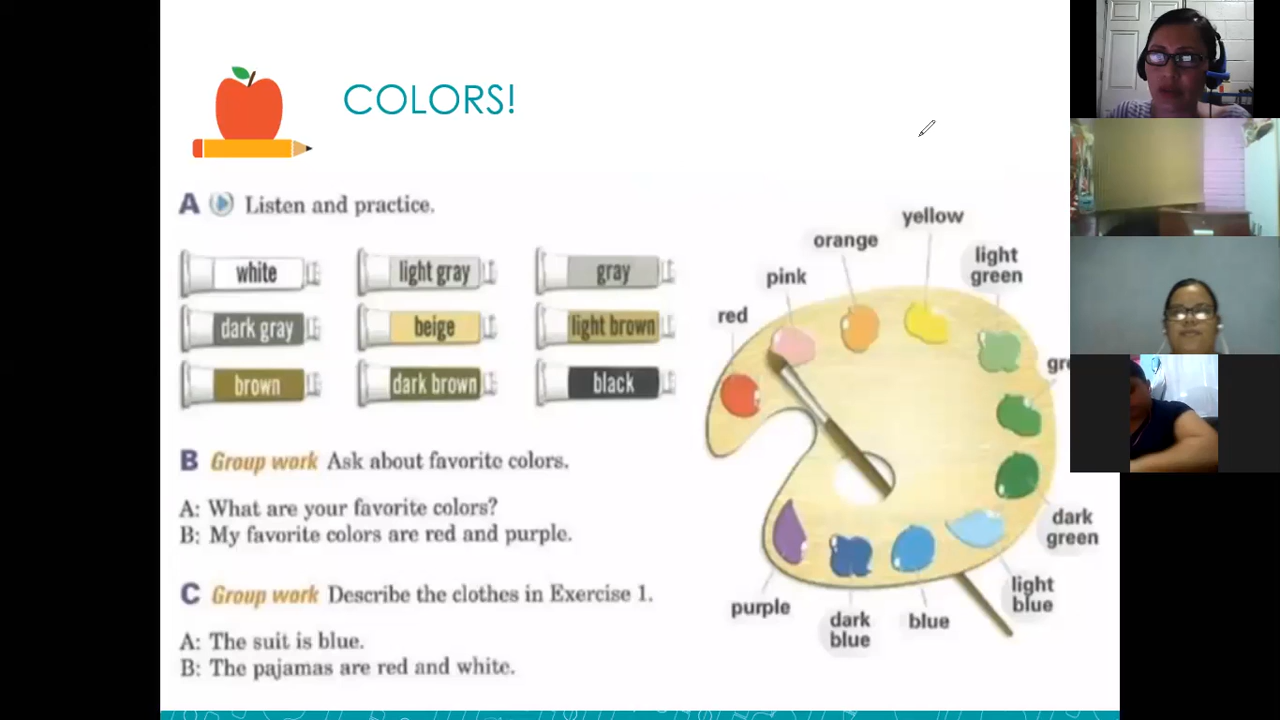 COLORS!
A Listen and practice.
white
light gray
gray
dark gray
beige
light brown
brown
dark brown
black
B Group work Ask about favorite colors.
A: What are your favorite colors?
B: My favorite colors are red and purple.
C Group work Describe the clothes in Exercise 1.
A: The suit is blue.
B: The pajamas are red and white.
red
pink
orange
yellow
light
green
dark
green
light
blue
blue
dark
blue
purple